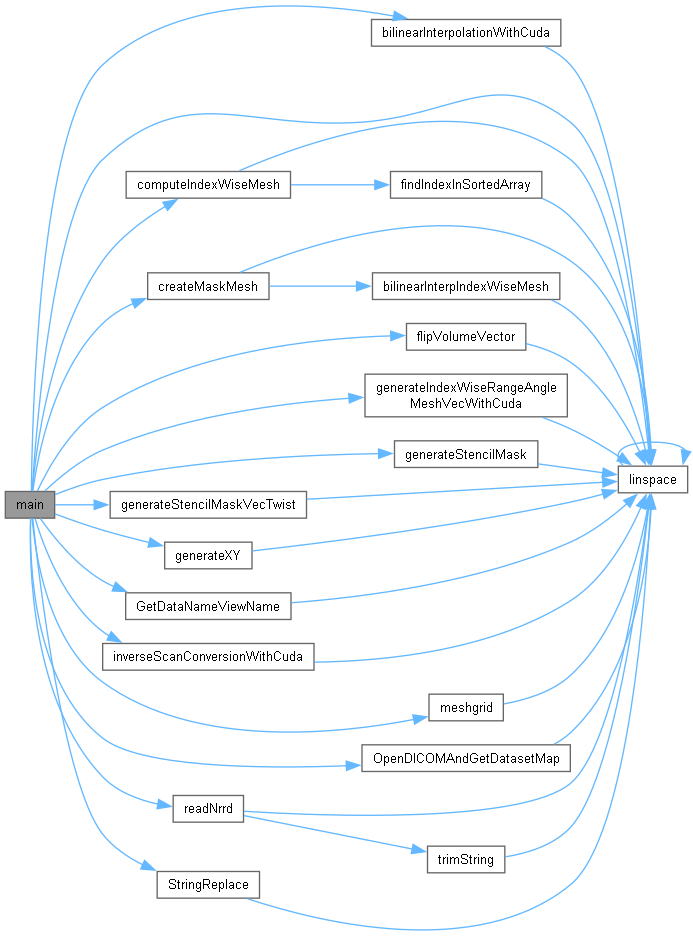 bilinearInterpolationWithCuda
computeIndexWiseMesh
findIndexInSortedArray
createMaskMesh
bilinearInterpIndexWiseMesh
flipVolumeVector
generateIndexWiseRangeAngle
MeshVecWithCuda
generateStencilMask
linspace
main
generateStencilMaskVecTwist
generateXY
GetDataNameViewName
inverseScanConversionWithCuda
meshgrid
OpenDICOMAndGetDatasetMap
readNrrd
trimString
StringReplace